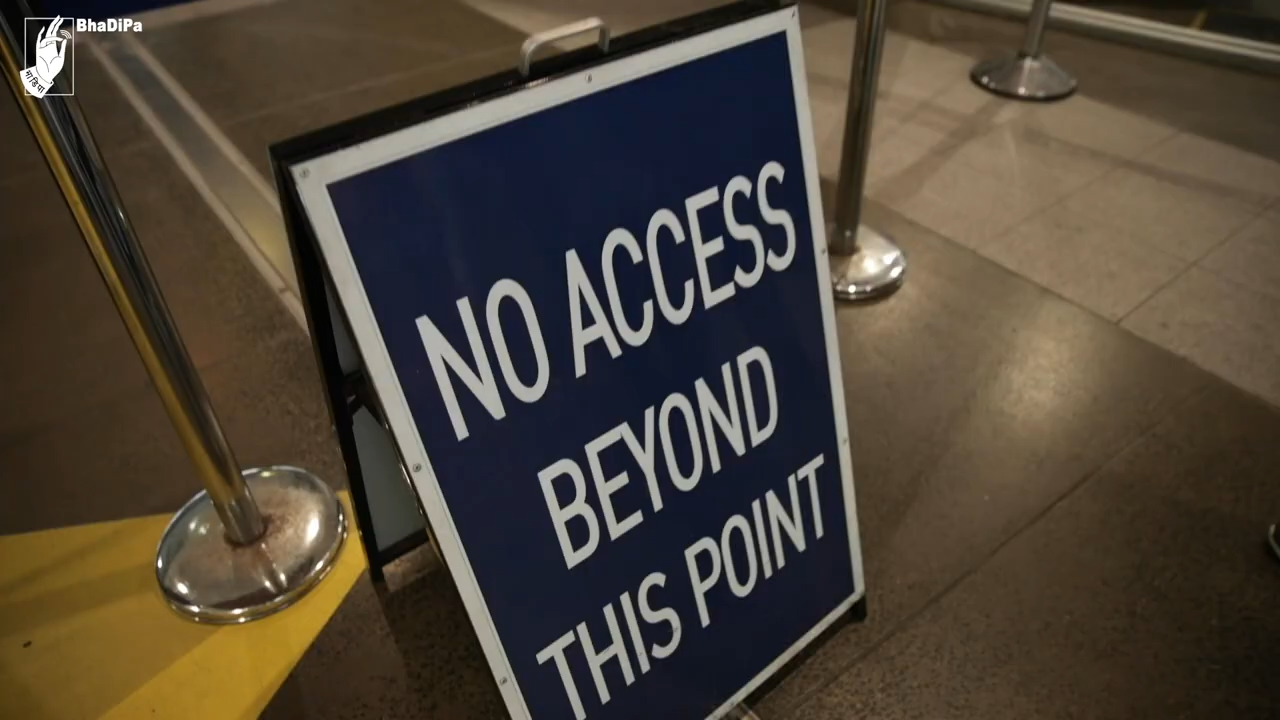 BhaDiPa
भाडिपा
NO ACCESS
BEYOND
THIS POINT